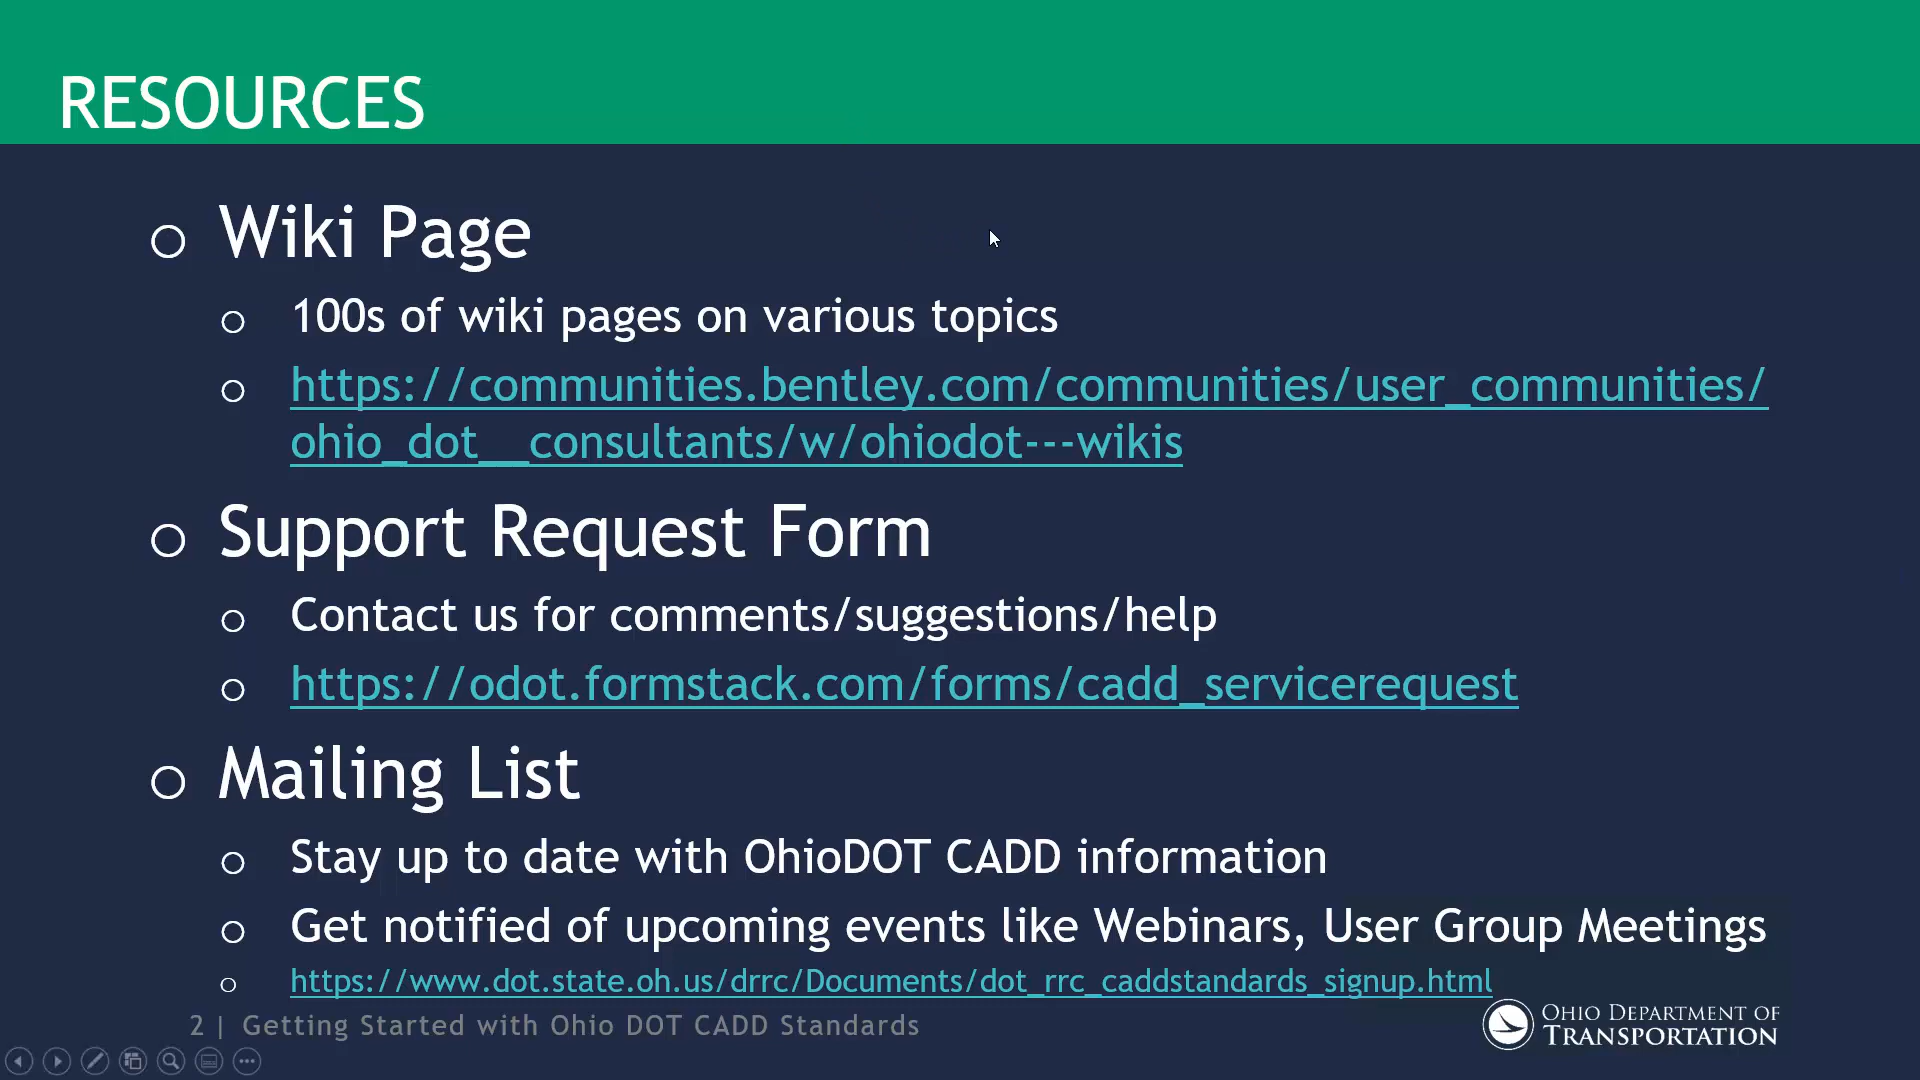 RESOURCES
Wiki Page
100s of wiki pages on various topics
https://communities.bentley.com/communities/user_communities/
ohio_dot__consultants/w/ohiodot---wikis
Support Request Form
Contact us for comments/suggestions/help
https://odot.formstack.com/forms/cadd_servicerequest
Mailing List
Stay up to date with OhioDOT CADD information
Get notified of upcoming events like Webinars, User Group Meetings
https://www.dot.state.oh.us/drrc/Documents/dot_rrc_caddstandards_signup.html
2 | Getting Started with Ohio DOT CADD Standards
OHIO DEPARTMENT OF
TRANSPORTATION